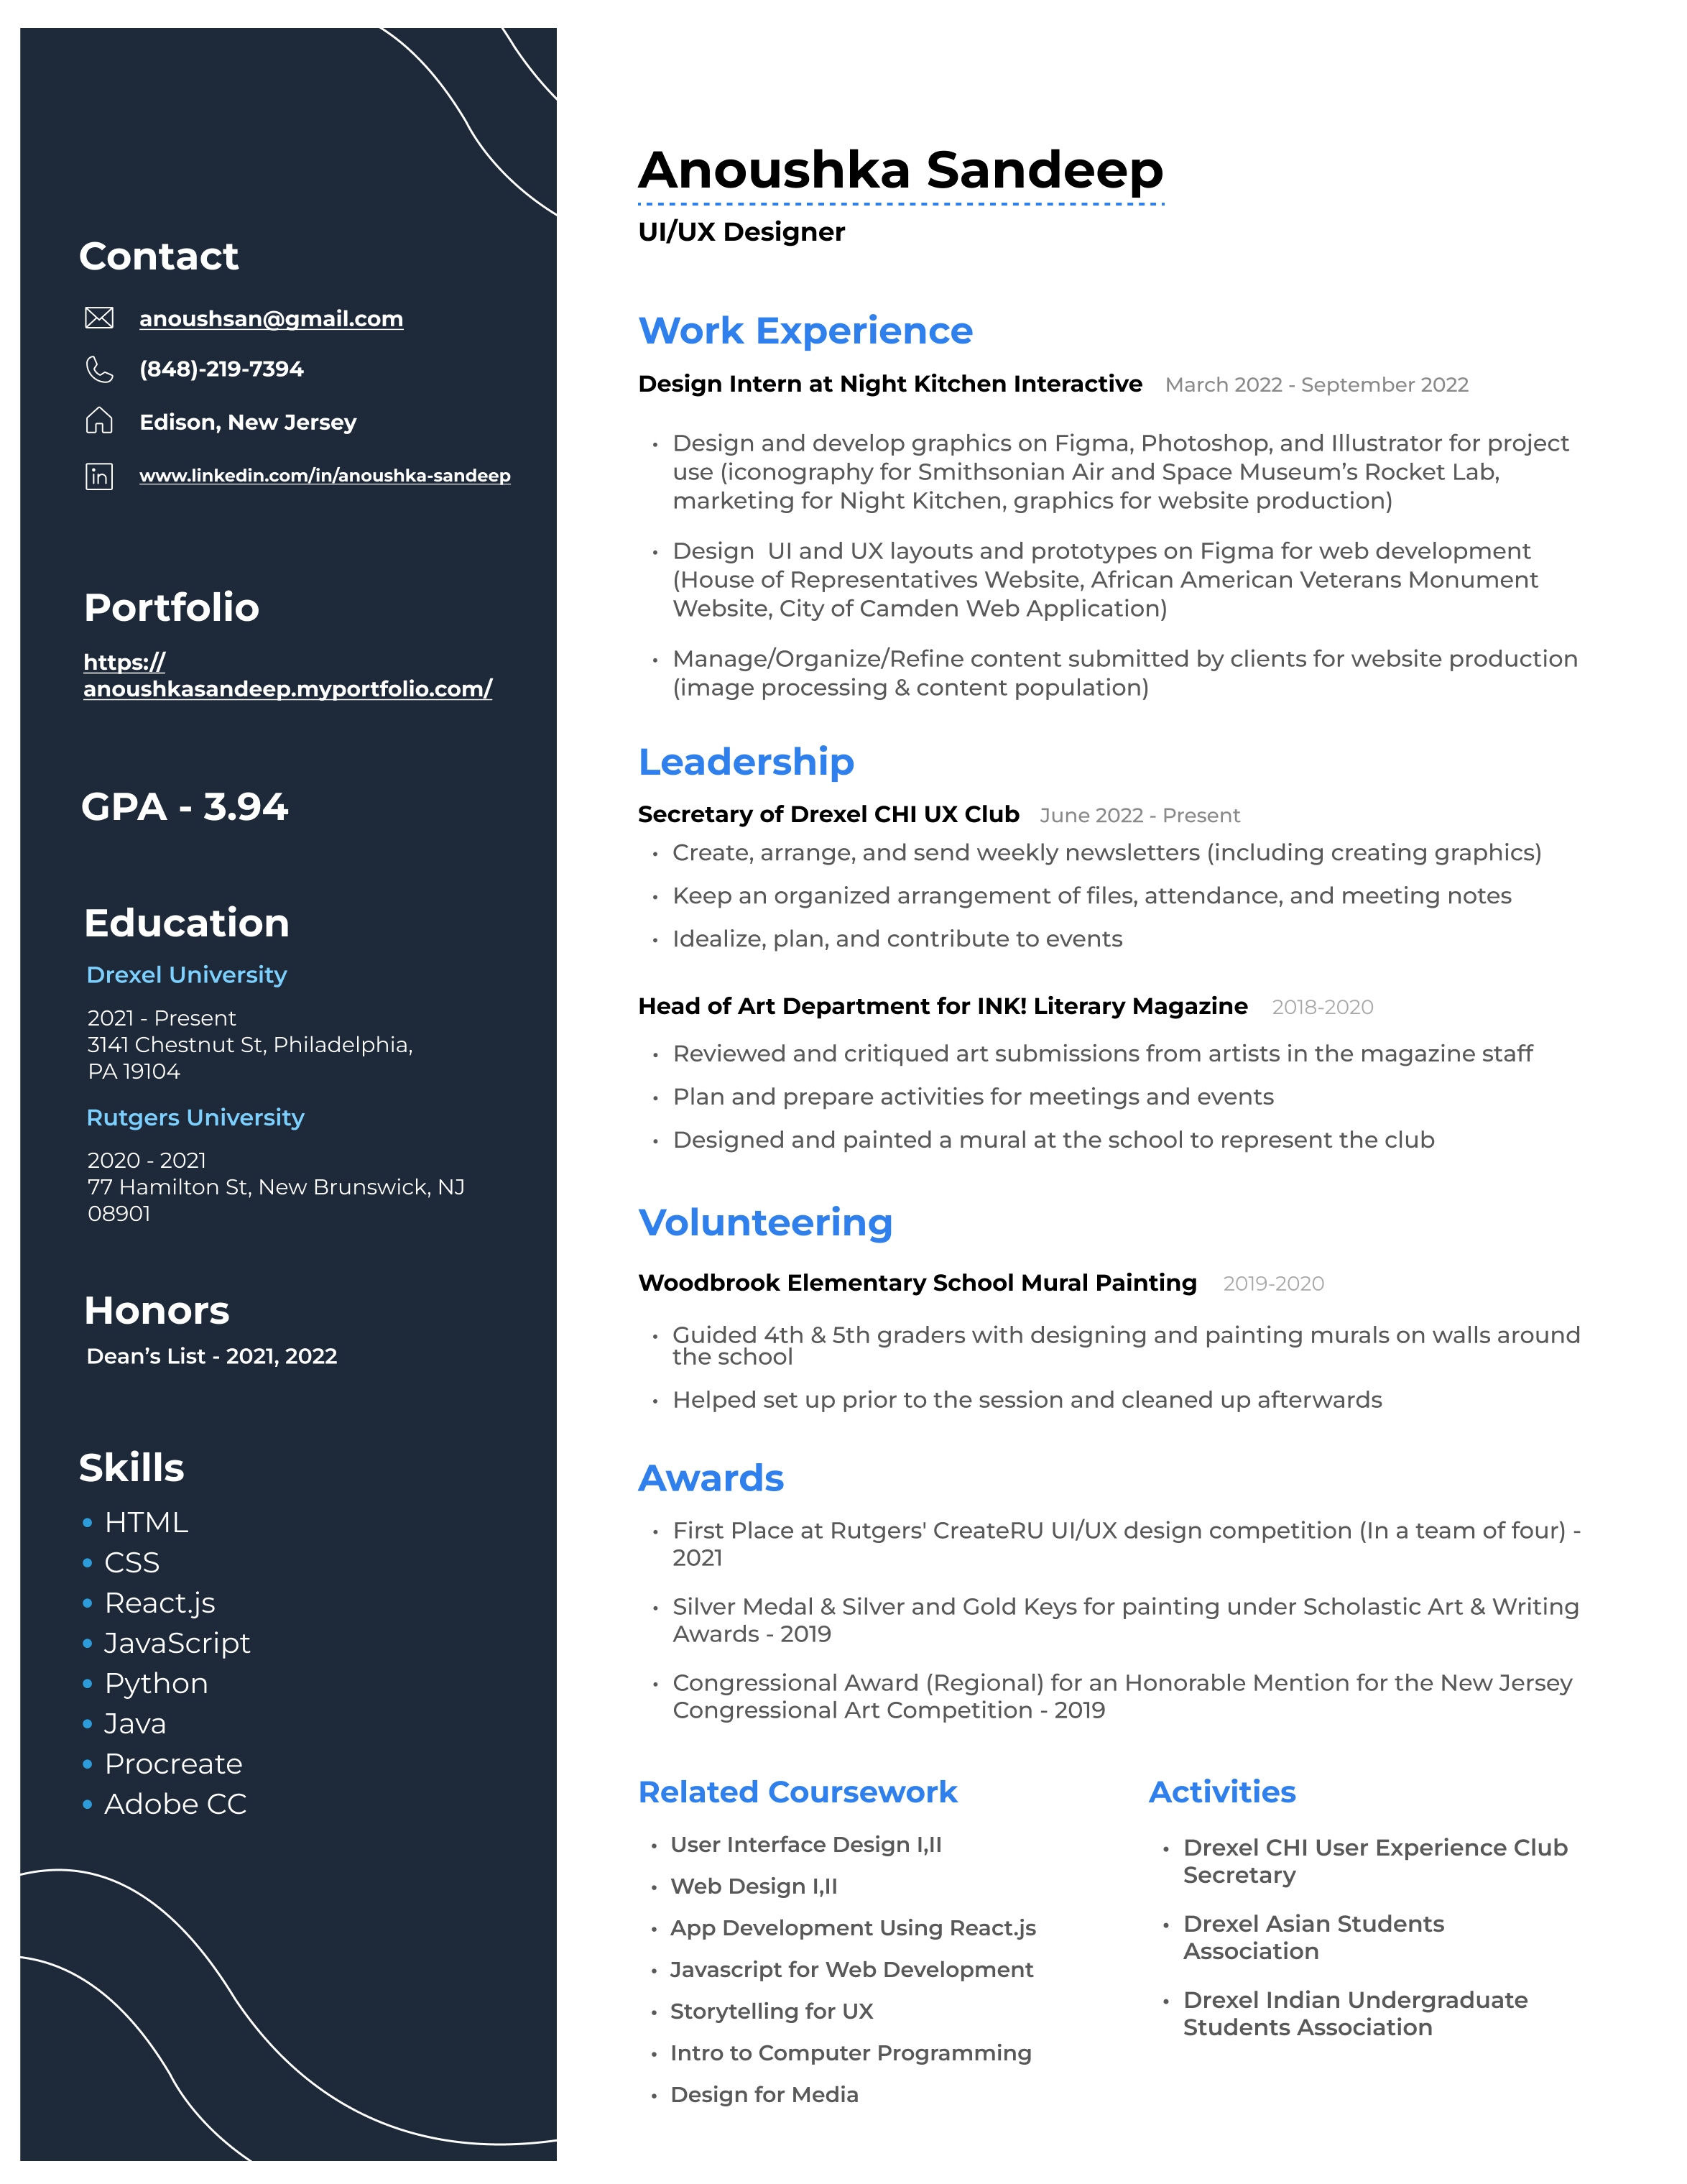 Contact
anoushsan@gmail.com
(848)-219-7394
Edison, New Jersey
www.linkedin.com/in/anoushka-sandeep
Portfolio
https://
anoushkasandeep.myportfolio.com/
GPA - 3.94
Education
Drexel University
2021 - Present
3141 Chestnut St, Philadelphia,
PA 19104
Rutgers University
2020 - 2021
77 Hamilton St, New Brunswick, NJ
08901
Honors
Dean’s List - 2021, 2022
Skills
• HTML
• CSS
• React.js
• JavaScript
• Python
• Java
• Procreate
• Adobe CC
Anoushka Sandeep
UI/UX Designer
Work Experience
Design Intern at Night Kitchen Interactive March 2022 - September 2022
• Design and develop graphics on Figma, Photoshop, and Illustrator for project
use (iconography for Smithsonian Air and Space Museum’s Rocket Lab,
marketing for Night Kitchen, graphics for website production)
• Design  UI and UX layouts and prototypes on Figma for web development
(House of Representatives Website, African American Veterans Monument
Website, City of Camden Web Application)
• Manage/Organize/Refine content submitted by clients for website production
(image processing & content population)
Leadership
Secretary of Drexel CHI UX Club June 2022 - Present
• Create, arrange, and send weekly newsletters (including creating graphics)
• Keep an organized arrangement of files, attendance, and meeting notes
• Idealize, plan, and contribute to events
Head of Art Department for INK! Literary Magazine 2018-2020
• Reviewed and critiqued art submissions from artists in the magazine staff
• Plan and prepare activities for meetings and events
• Designed and painted a mural at the school to represent the club
Volunteering
Woodbrook Elementary School Mural Painting 2019-2020
• Guided 4th & 5th graders with designing and painting murals on walls around
the school
• Helped set up prior to the session and cleaned up afterwards
Awards
• First Place at Rutgers' CreateRU UI/UX design competition (In a team of four) -
2021
• Silver Medal & Silver and Gold Keys for painting under Scholastic Art & Writing
Awards - 2019
• Congressional Award (Regional) for an Honorable Mention for the New Jersey
Congressional Art Competition - 2019
Related Coursework
• User Interface Design I,II
• Web Design I,II
• App Development Using React.js
• Javascript for Web Development
• Storytelling for UX
• Intro to Computer Programming
• Design for Media
Activities
• Drexel CHI User Experience Club
Secretary
• Drexel Asian Students
Association
• Drexel Indian Undergraduate
Students Association